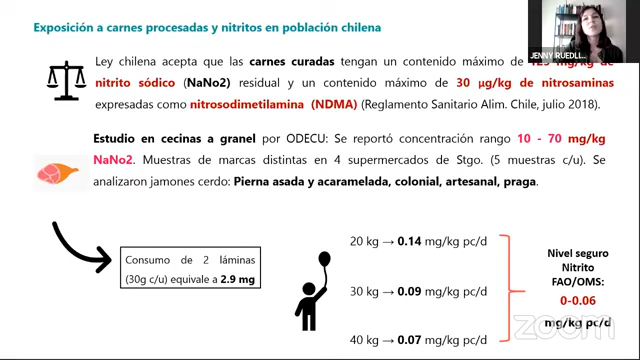 Exposición a carnes procesadas y nitritos en población chilena
JENNY RUEDLI...
Ley chilena acepta que las carnes curadas tengan un contenido máximo de 125 mg/kg de
nitrito sódico (NaNo2) residual y un contenido máximo de 30 µg/kg de nitrosaminas
expresadas como nitrosodimetilamina (NDMA) (Reglamento Sanitario Alim. Chile, julio 2018).
Estudio en cecinas a granel por ODECU: Se reportó concentración rango 10 - 70 mg/kg
NaNo2. Muestras de marcas distintas en 4 supermercados de Stgo. (5 muestras c/u). Se
analizaron jamones cerdo: Pierna asada y acaramelada, colonial, artesanal, praga.
Consumo de 2 láminas
(30g c/u) equivale a 2.9 mg
20 kg → 0.14 mg/kg pc/d
30 kg → 0.09 mg/kg pc/d
40 kg → 0.07 mg/kg pc/d
Nivel seguro
Nitrito
FAO/OMS:
0-0.06
mg/kg pc/d
zoom